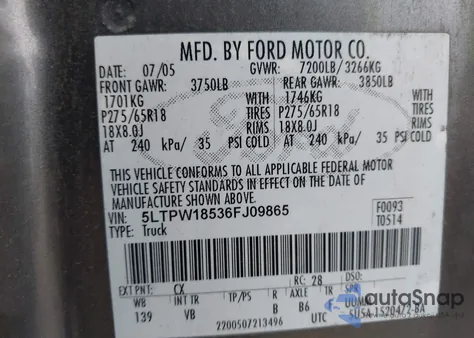 MFD. BY FORD MOTOR CO.
DATE: 07/05 GVWR: 7200LB/3266KG
FRONT GAWR: 3750LB REAR GAWR: 3850LB
1701KG WITH 1746KG WITH
P275/65R18 TIRES P275/65R18 TIRES
18X8.0J RIMS 18X8.0J RIMS
AT 240 kPa/ 35 PSI COLD AT 240 kPa/ 35 PSI COLD
THIS VEHICLE CONFORMS TO ALL APPLICABLE FEDERAL MOTOR
VEHICLE SAFETY STANDARDS IN EFFECT ON THE DATE OF
MANUFACTURE SHOWN ABOVE.
VIN: 5LTPW18536FJ09865 F0093
TYPE: Truck T0514
EXT PNT: CX RC: 28 DSO:
WB INT TR TP/PS R AXLE TR
139 VB B B6
2200507213496 UTC
autoSnap